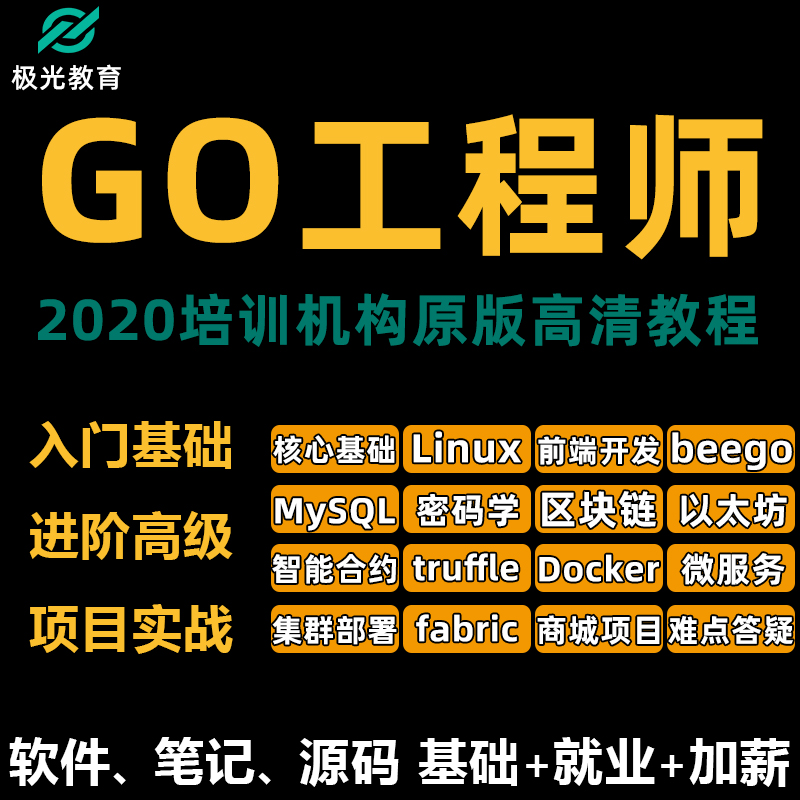 极光教育
GO工程师
2020培训机构原版高清教程
入门基础
进阶高级
项目实战
核心基础 Linux 前端开发 beego
MySQL 密码学 区块链 以太坊
智能合约 truffle Docker 微服务
集群部署 fabric 商城项目 难点答疑
软件、笔记、源码 基础+就业+加薪